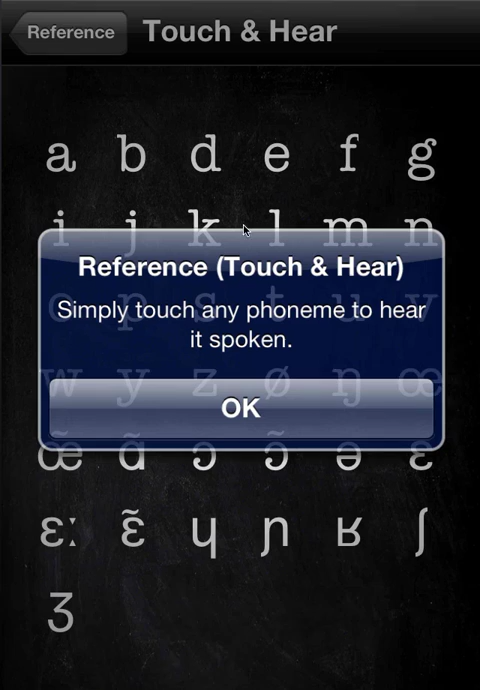 Reference
Touch & Hear
a b d e f g
i j k l m n
o p s t u v
w y z ø ŋ œ
œ̃ ɑ̃ ɔ ɔ̃ ə ɛ
ɛː ɛ̃ ɥ ɲ ʁ ʃ
ʒ
Reference (Touch & Hear)
Simply touch any phoneme to hear
it spoken.
OK